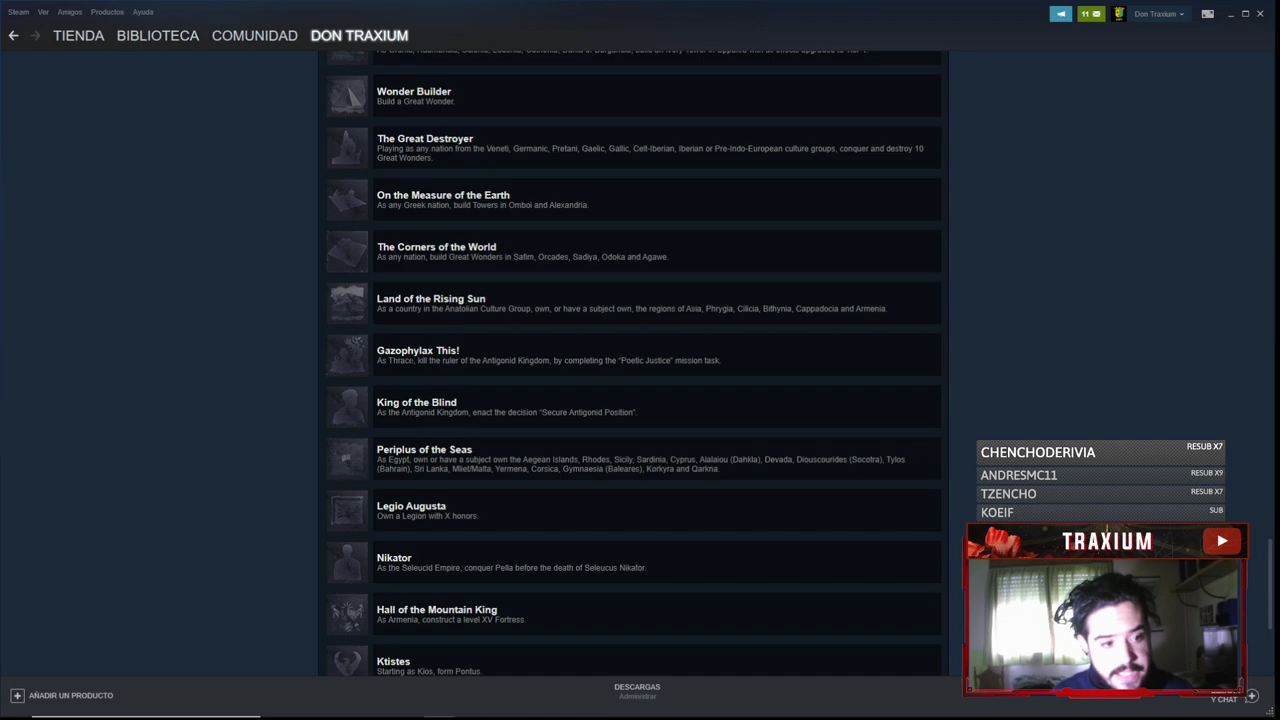 Steam Ver Amigos Productos Ayuda
11
Don Traxium
TIENDA BIBLIOTECA COMUNIDAD DON TRAXIUM
Wonder Builder
Build a Great Wonder.
The Great Destroyer
Playing as any nation from the Veneti, Germanic, Pretani, Gaelic, Gallic, Celt-Iberian, Iberian or Pre-Indo-European culture groups, conquer and destroy 10
Great Wonders.
On the Measure of the Earth
As any Greek nation, build Towers in Omboi and Alexandria.
The Corners of the World
As any nation, build Great Wonders in Safim, Orcades, Sadiya, Odoka and Agawe.
Land of the Rising Sun
As a country in the Anatolian Culture Group, own, or have a subject own, the regions of Asia, Phrygia, Cilicia, Bithynia, Cappadocia and Armenia.
Gazophylax This!
As Thrace, kill the ruler of the Antigonid Kingdom, by completing the “Poetic Justice” mission task.
King of the Blind
As the Antigonid Kingdom, enact the decision “Secure Antigonid Position”.
Periplus of the Seas
As Egypt, own or have a subject own the Aegean Islands, Rhodes, Sicily, Sardinia, Cyprus, Alalaiou (Dahkla), Devada, Diouscourides (Socotra), Tylos
(Bahrain), Sri Lanka, Mliet/Malta, Yermena, Corsica, Gymnaesia (Baleares), Korkyra and Qarkna.
Legio Augusta
Own a Legion with X honors.
Nikator
As the Seleucid Empire, conquer Pella before the death of Seleucus Nikator.
Hall of the Mountain King
As Armenia, construct a level XV Fortress.
Ktistes
Starting as Kios, form Pontus.
CHENCHODERIVIA RESUB X7
ANDRESMC11 RESUB X9
TZENCHO RESUB X7
KOEIF SUB
TRAXIUM
AÑADIR UN PRODUCTO
DESCARGAS
Administrar
Y CHAT